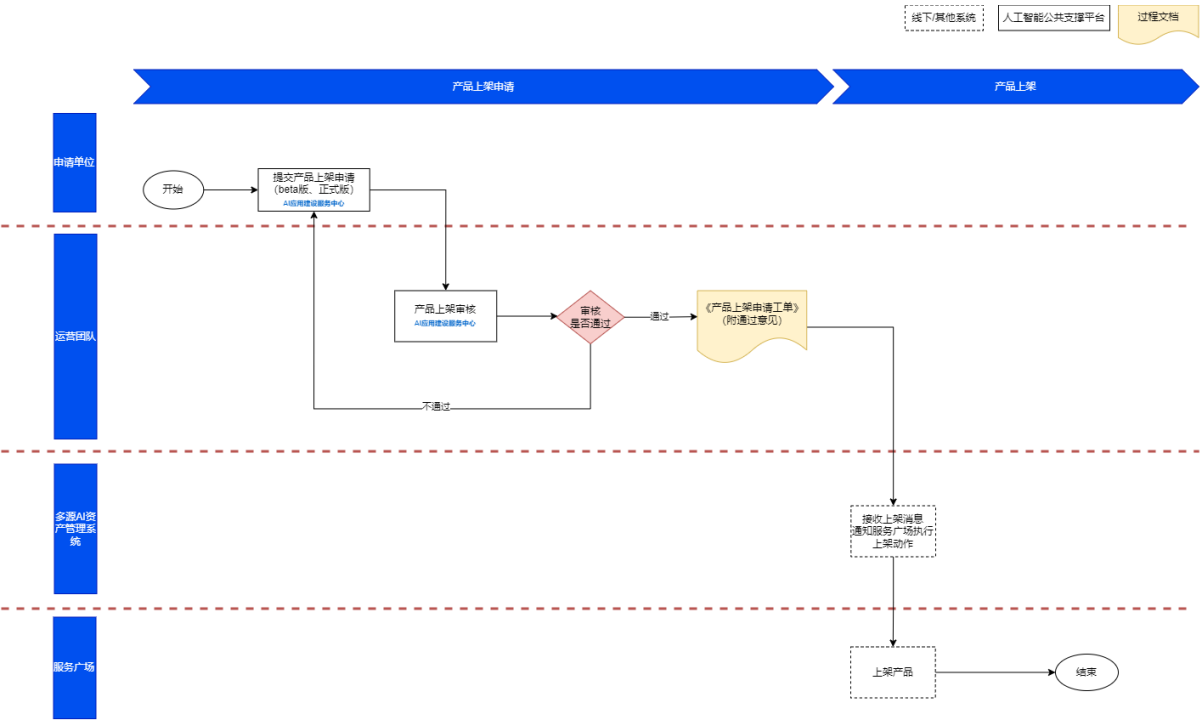 线下/其他系统
人工智能公共支撑平台
过程文档
产品上架申请
产品上架
申请单位
开始
提交产品上架申请
（beta版、正式版）
AI应用建设服务中心
运营团队
产品上架审核
AI应用建设服务中心
审核
是否通过
通过
《产品上架申请工单》
（附通过意见）
不通过
多源AI资
产管理系
统
接收上架消息
通知服务广场执行
上架动作
服务广场
上架产品
结束